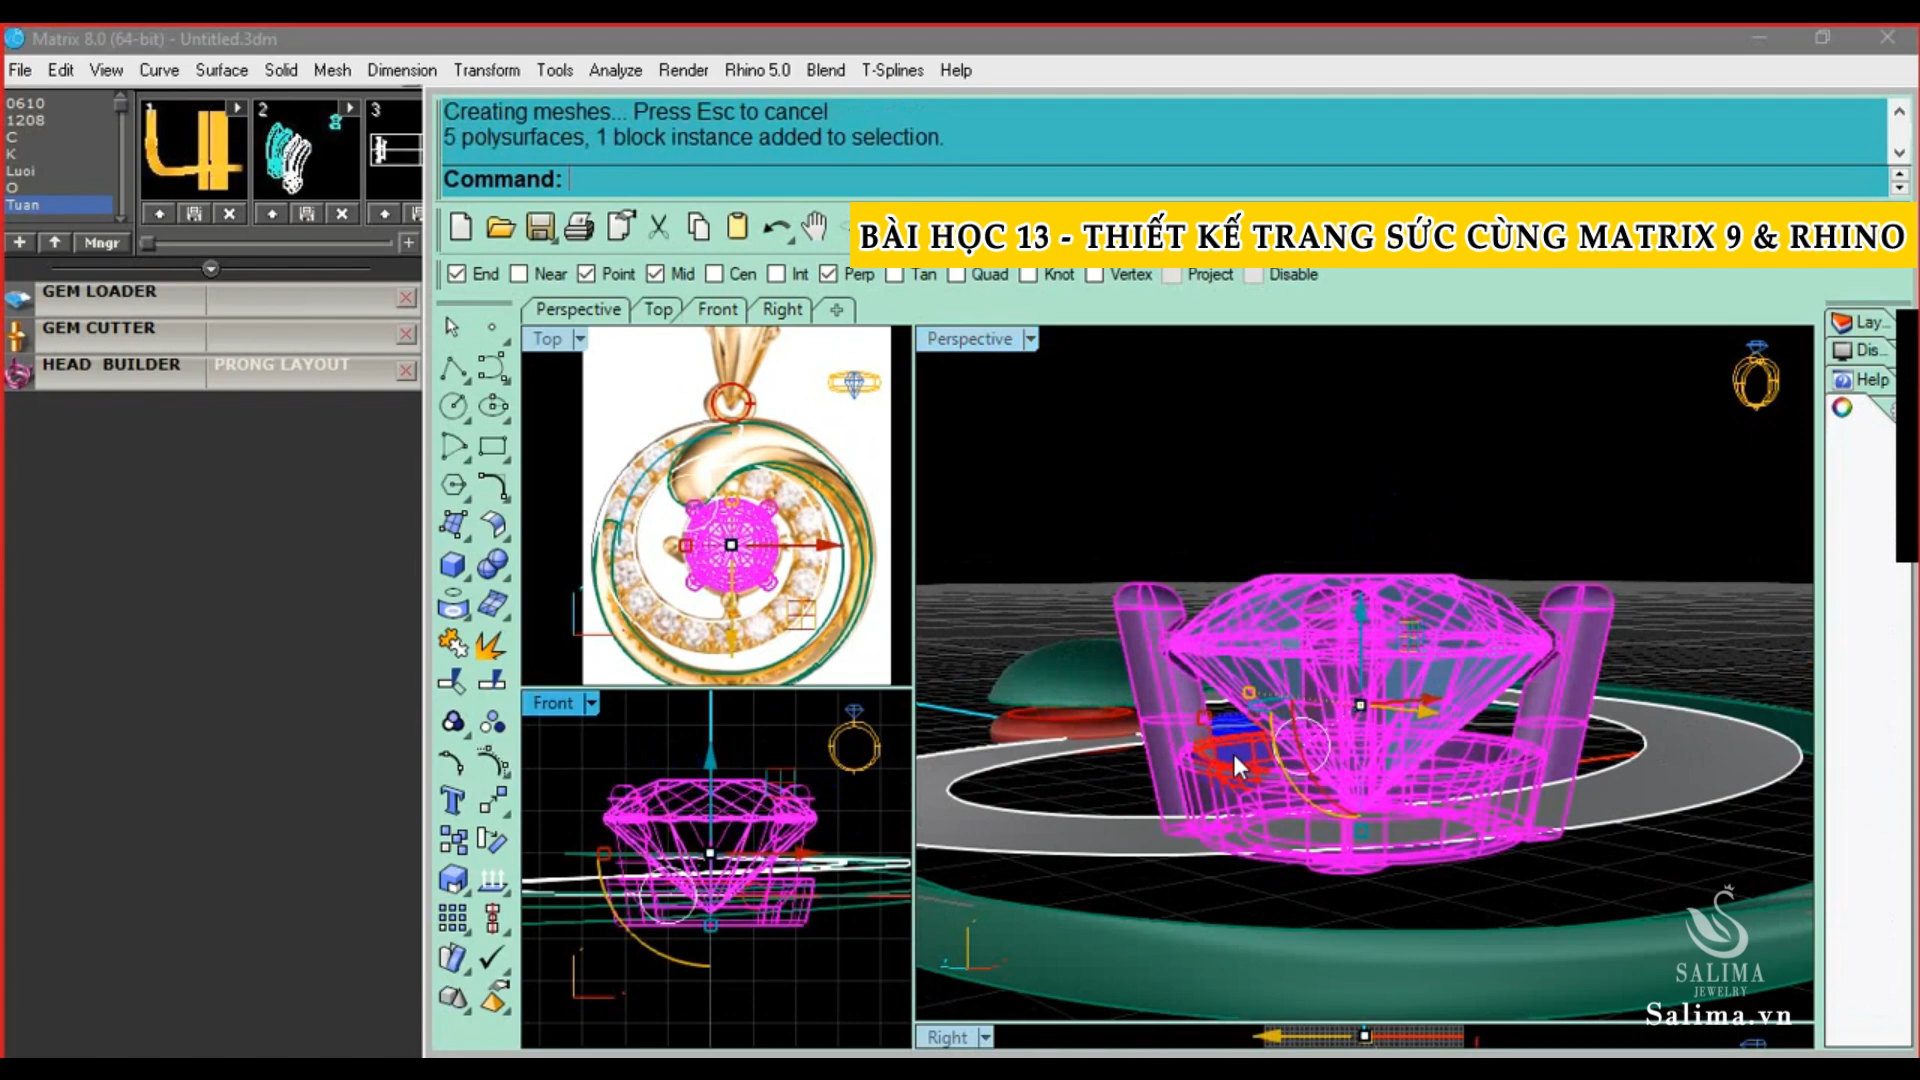 Matrix 8.0 (64-bit) - Untitled.3dm
File Edit View Curve Surface Solid Mesh Dimension Transform Tools Analyze Render Rhino 5.0 Blend T-Splines Help
0610
1208
C
K
Luoi
O
Tuan
1 2 3
Mngr
Creating meshes... Press Esc to cancel
5 polysurfaces, 1 block instance added to selection.
Command:
BÀI HỌC 13 - THIẾT KẾ TRANG SỨC CÙNG MATRIX 9 & RHINO
End Near Point Mid Cen Int Perp Tan Quad Knot Vertex Project Disable
GEM LOADER
GEM CUTTER
HEAD BUILDER PRONG LAYOUT
Perspective Top Front Right
Top
Perspective
Front
Right
Lay...
Dis...
Help
SALIMA
JEWELRY
Salima.vn